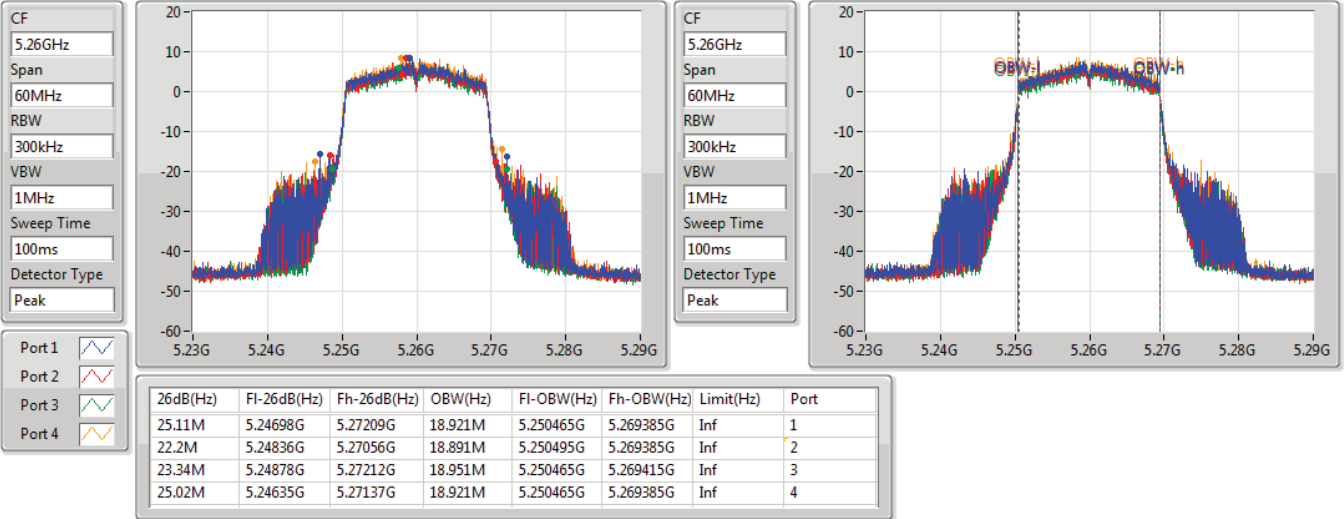 CF
5.26GHz
Span
60MHz
RBW
300kHz
VBW
1MHz
Sweep Time
100ms
Detector Type
Peak
Port 1
Port 2
Port 3
Port 4
20
10
0
-10
-20
-30
-40
-50
-60
5.23G 5.24G 5.25G 5.26G 5.27G 5.28G 5.29G
CF
5.26GHz
Span
60MHz
RBW
300kHz
VBW
1MHz
Sweep Time
100ms
Detector Type
Peak
20
10
0
-10
-20
-30
-40
-50
-60
OBW-l OBW-h
5.23G 5.24G 5.25G 5.26G 5.27G 5.28G 5.29G
26dB(Hz) Fl-26dB(Hz) Fh-26dB(Hz) OBW(Hz) Fl-OBW(Hz) Fh-OBW(Hz) Limit(Hz) Port
25.11M 5.24698G 5.27209G 18.921M 5.250465G 5.269385G Inf 1
22.2M 5.24836G 5.27056G 18.891M 5.250495G 5.269385G Inf 2
23.34M 5.24878G 5.27212G 18.951M 5.250465G 5.269415G Inf 3
25.02M 5.24635G 5.27137G 18.921M 5.250465G 5.269385G Inf 4